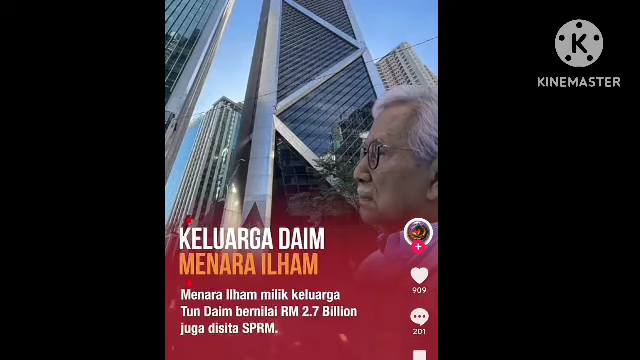 KINEMASTER
KELUARGA DAIM
MENARA ILHAM
Menara Ilham milik keluarga
Tun Daim bernilai RM 2.7 Billion
juga disita SPRM.
909
201